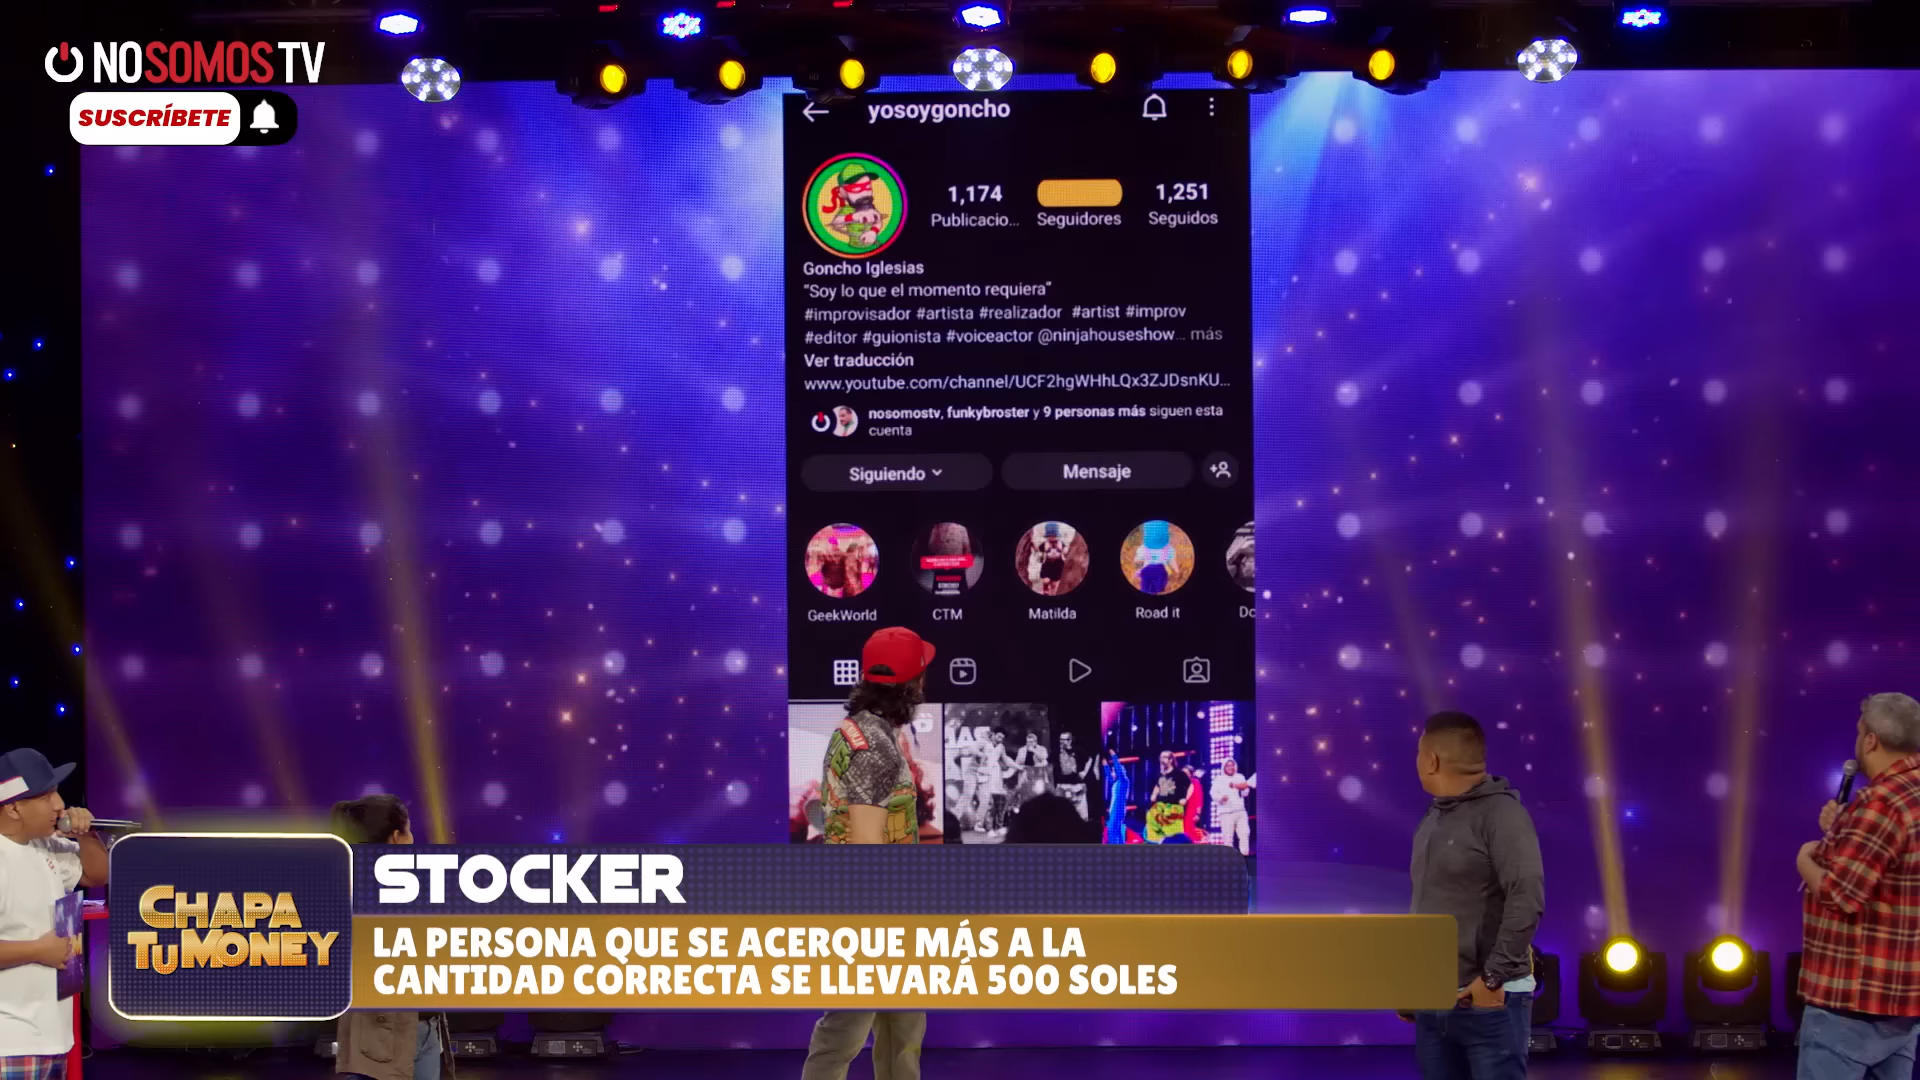 NOSOMOS TV
SUSCRÍBETE
yosoygoncho
1,174
Publicacio...
Seguidores
1,251
Seguidos
Goncho Iglesias
"Soy lo que el momento requiera"
#improvisador #artista #realizador #artist #improv
#editor #guionista #voiceactor @ninjahouseshow... más
Ver traducción
www.youtube.com/channel/UCF2hgWHhLQx3ZJDsnKU...
nosomostv, funkybroster y 9 personas más siguen esta
cuenta
Siguiendo
Mensaje
GeekWorld
CTM
Matilda
Road it
Dc
STOCKER
CHAPA
TU MONEY
LA PERSONA QUE SE ACERQUE MÁS A LA
CANTIDAD CORRECTA SE LLEVARÁ 500 SOLES